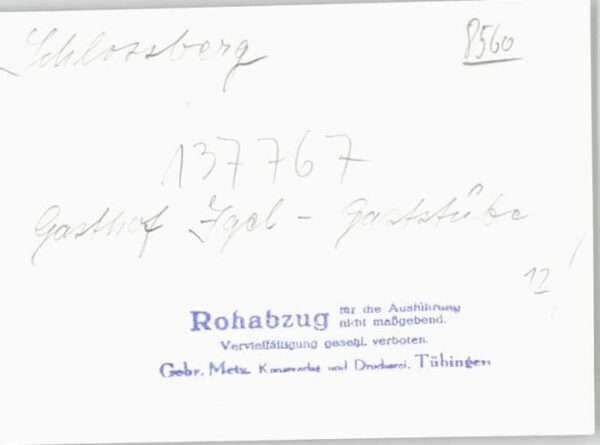 Schlossberg
8560
137767
Gasthof Igel - Gaststube
12
Rohabzug für die Ausführung
nicht maßgebend.
Vervielfältigung gesetzl. verboten.
Gebr. Metz Kunstverlag und Druckerei, Tübingen